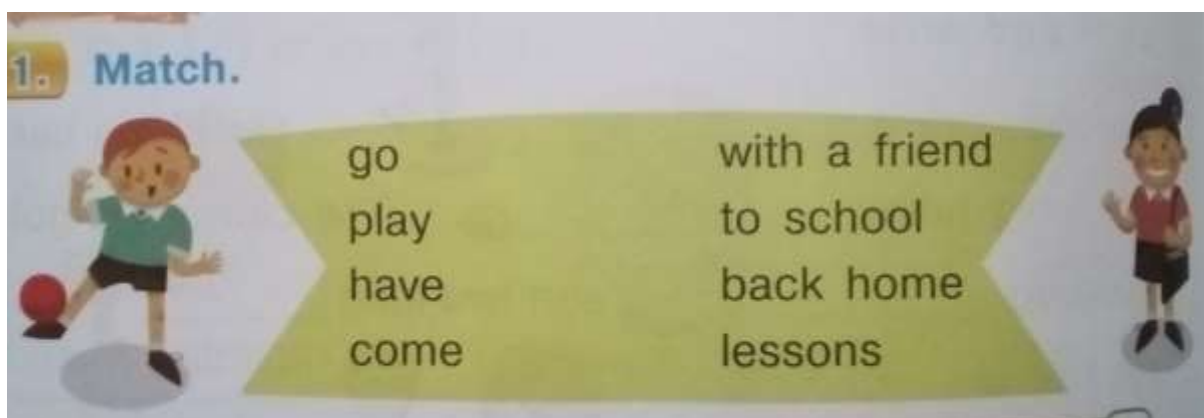 1. Match.
go with a friend
play to school
have back home
come lessons